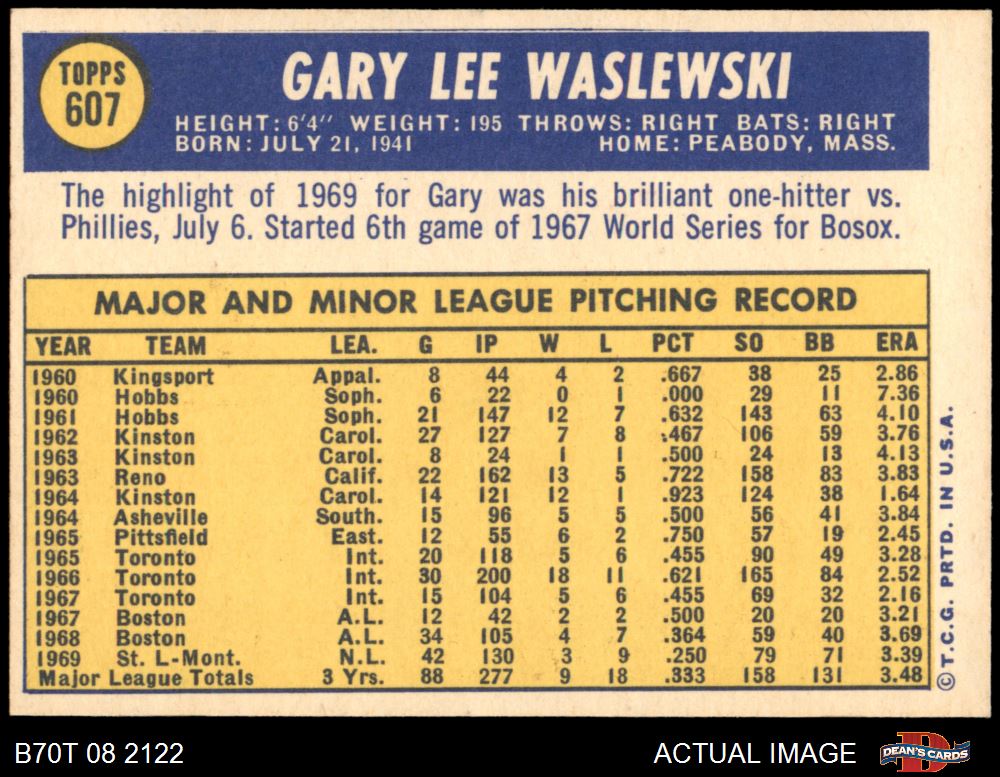 TOPPS
607
GARY LEE WASLEWSKI
HEIGHT: 6'4" WEIGHT: 195 THROWS: RIGHT BATS: RIGHT
BORN: JULY 21, 1941 HOME: PEABODY, MASS.
The highlight of 1969 for Gary was his brilliant one-hitter vs.
Phillies, July 6. Started 6th game of 1967 World Series for Bosox.
MAJOR AND MINOR LEAGUE PITCHING RECORD
YEAR TEAM LEA. G IP W L PCT SO BB ERA
1960 Kingsport Appal. 8 44 4 2 .667 38 25 2.86
1960 Hobbs Soph. 6 22 0 1 .000 29 11 7.36
1961 Hobbs Soph. 21 147 12 7 .632 143 63 4.10
1962 Kinston Carol. 27 127 7 8 .467 106 59 3.76
1963 Kinston Carol. 8 24 1 1 .500 24 13 4.13
1963 Reno Calif. 22 162 13 5 .722 158 83 3.83
1964 Kinston Carol. 14 121 12 1 .923 124 38 1.64
1964 Asheville South. 15 96 5 5 .500 56 41 3.84
1965 Pittsfield East. 12 55 6 2 .750 57 19 2.45
1965 Toronto Int. 20 118 5 6 .455 90 49 3.28
1966 Toronto Int. 30 200 18 11 .621 165 84 2.52
1967 Toronto Int. 15 104 5 6 .455 69 32 2.16
1967 Boston A.L. 12 42 2 2 .500 20 20 3.21
1968 Boston A.L. 34 105 4 7 .364 59 40 3.69
1969 St. L-Mont. N.L. 42 130 3 9 .250 79 71 3.39
Major League Totals 3 Yrs. 88 277 9 18 .333 158 131 3.48
©T.C.G. PRTD. IN U.S.A.
B70T 08 2122
ACTUAL IMAGE
D
DEAN'S CARDS